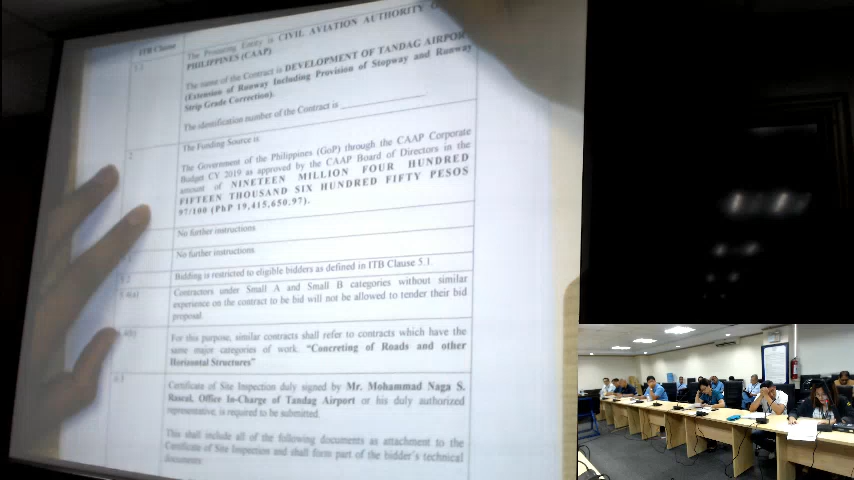 ITB Clause
The Procuring Entity is CIVIL AVIATION AUTHORITY O
PHILIPPINES (CAAP)
The name of the Contract is DEVELOPMENT OF TANDAG AIRPOR
(Extension of Runway Including Provision of Stopway and Runway
Strip Grade Correction).
The identification number of the Contract is
2
The Funding Source is
The Government of the Philippines (GoP) through the CAAP Corporate
Budget CY 2019 as approved by the CAAP Board of Directors in the
amount of NINETEEN MILLION FOUR HUNDRED
FIFTEEN THOUSAND SIX HUNDRED FIFTY PESOS
97/100 (PhP 19,415,650.97).
No further instructions
No further instructions.
Bidding is restricted to eligible bidders as defined in ITB Clause 5.1.
Contractors under Small A and Small B categories without similar
experience on the contract to be bid will not be allowed to tender their bid
proposal.
For this purpose, similar contracts shall refer to contracts which have the
same major categories of work. "Concreting of Roads and other
Horizontal Structures"
Certificate of Site Inspection duly signed by Mr. Mohammad Naga S.
Rascul, Office In-Charge of Tandag Airport or his duly authorized
representative, is required to be submitted.
This shall include all of the following documents as attachment to the
Certificate of Site Inspection and shall form part of the bidder's technical
documents